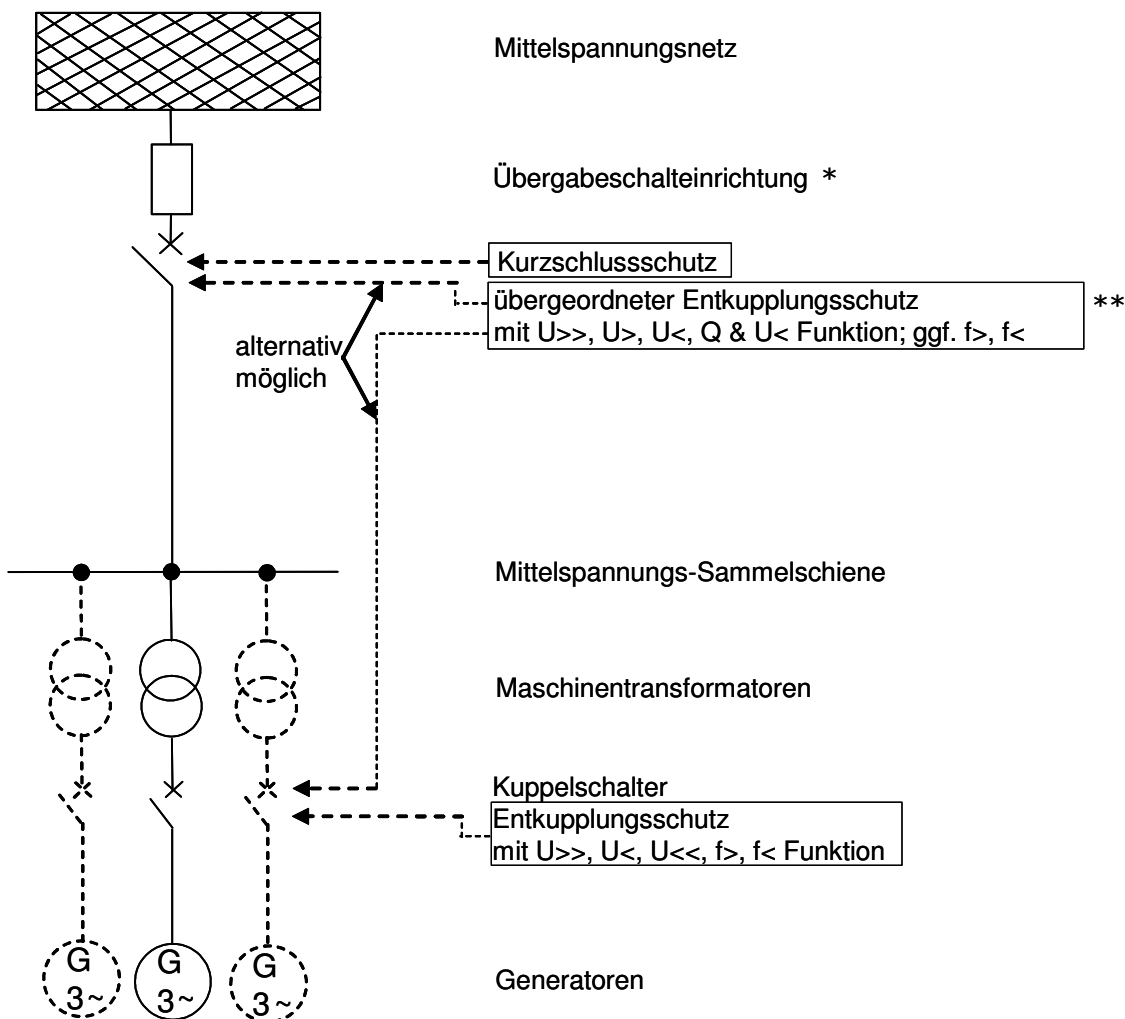 Mittelspannungsnetz
Übergabeschalteinrichtung *
Kurzschlussschutz
übergeordneter Entkupplungsschutz **
mit U>>, U>, U<, Q & U< Funktion; ggf. f>, f<
alternativ
möglich
Mittelspannungs-Sammelschiene
Maschinentransformatoren
Kuppelschalter
Entkupplungsschutz
mit U>>, U<, U<<, f>, f< Funktion
G G G
3~ 3~ 3~
Generatoren